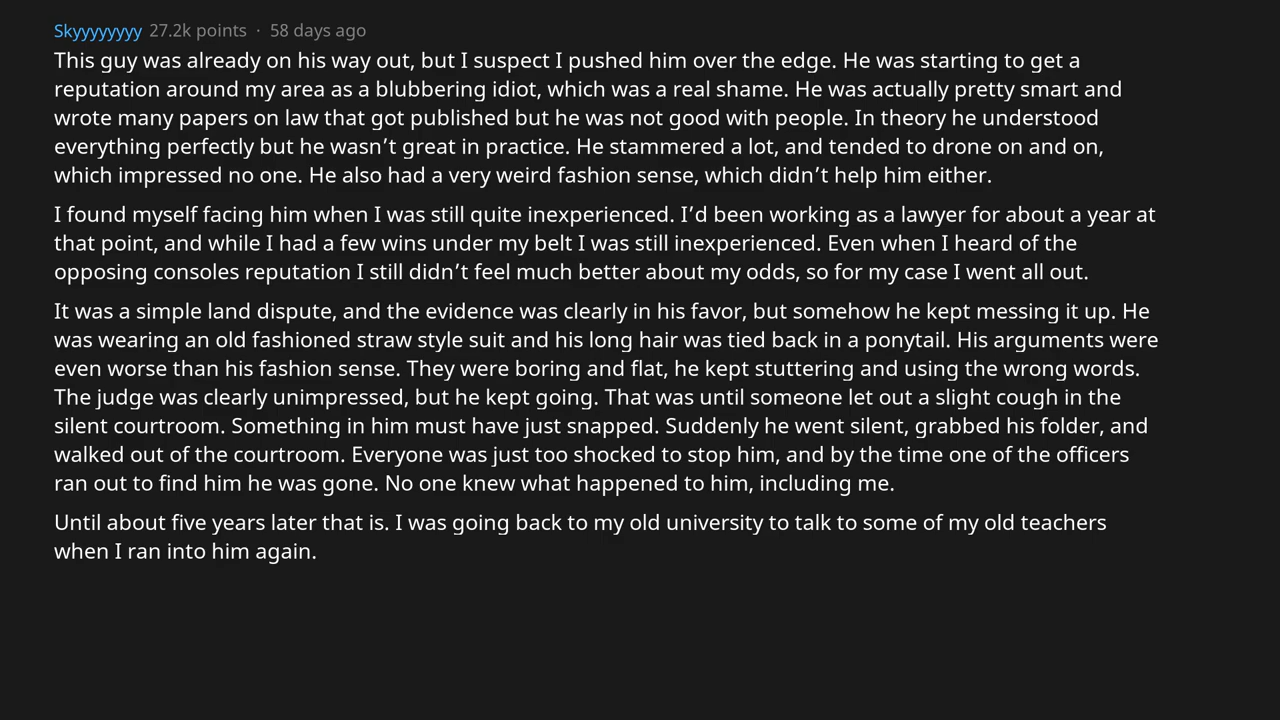 Skyyyyyyyy 27.2k points · 58 days ago
This guy was already on his way out, but I suspect I pushed him over the edge. He was starting to get a
reputation around my area as a blubbering idiot, which was a real shame. He was actually pretty smart and
wrote many papers on law that got published but he was not good with people. In theory he understood
everything perfectly but he wasn’t great in practice. He stammered a lot, and tended to drone on and on,
which impressed no one. He also had a very weird fashion sense, which didn’t help him either.
I found myself facing him when I was still quite inexperienced. I’d been working as a lawyer for about a year at
that point, and while I had a few wins under my belt I was still inexperienced. Even when I heard of the
opposing consoles reputation I still didn’t feel much better about my odds, so for my case I went all out.
It was a simple land dispute, and the evidence was clearly in his favor, but somehow he kept messing it up. He
was wearing an old fashioned straw style suit and his long hair was tied back in a ponytail. His arguments were
even worse than his fashion sense. They were boring and flat, he kept stuttering and using the wrong words.
The judge was clearly unimpressed, but he kept going. That was until someone let out a slight cough in the
silent courtroom. Something in him must have just snapped. Suddenly he went silent, grabbed his folder, and
walked out of the courtroom. Everyone was just too shocked to stop him, and by the time one of the officers
ran out to find him he was gone. No one knew what happened to him, including me.
Until about five years later that is. I was going back to my old university to talk to some of my old teachers
when I ran into him again.